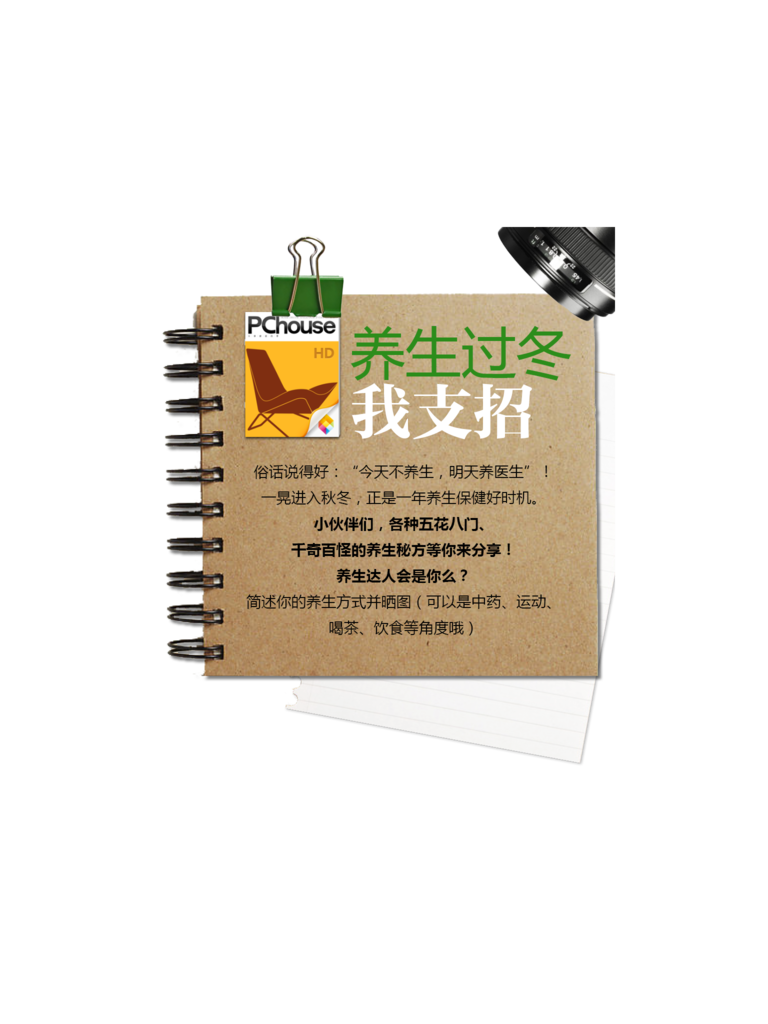 PChouse
HD
养生过冬
我支招
俗话说得好：“今天不养生，明天养医生”！
一晃进入秋冬，正是一年养生保健好时机。
小伙伴们，各种五花八门、
千奇百怪的养生秘方等你来分享！
养生达人会是你么？
简述你的养生方式并晒图（可以是中药、运动、
喝茶、饮食等角度哦）